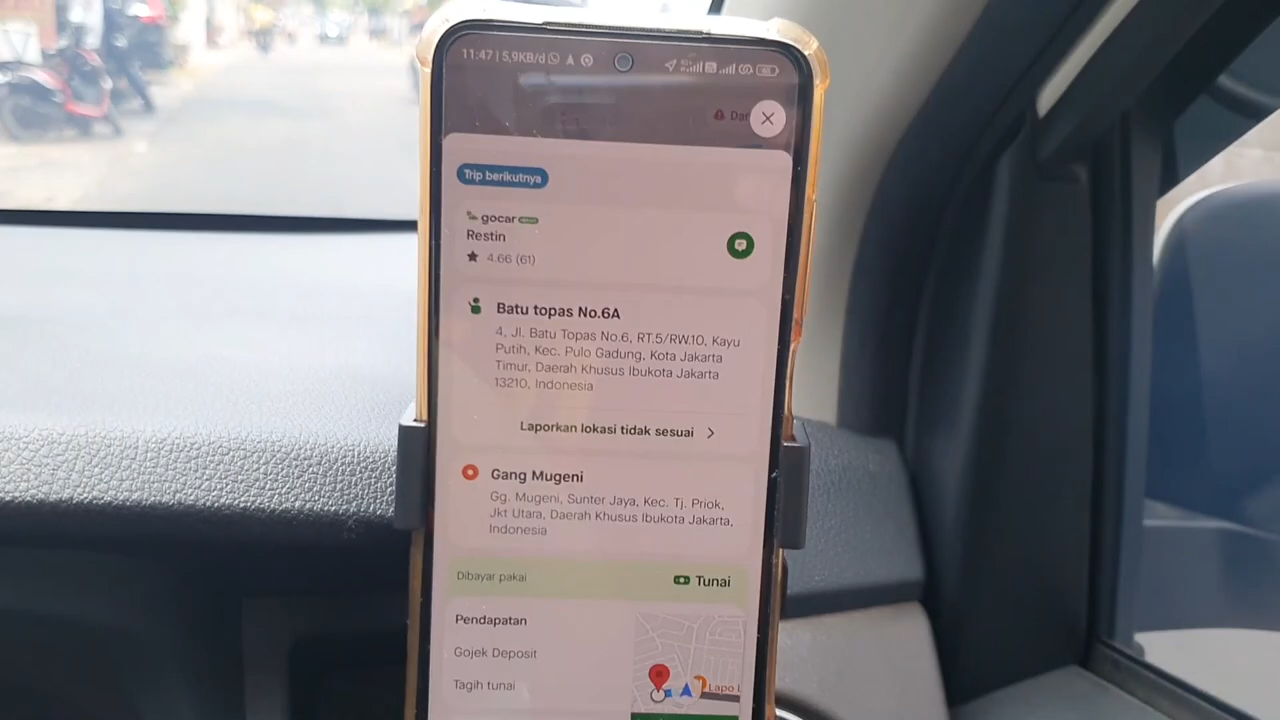 11:47 | 5,9KB/d
Dar
Trip berikutnya
gocar
Restin
4.66 (61)
Batu topas No.6A
4, Jl. Batu Topas No.6, RT.5/RW.10, Kayu
Putih, Kec. Pulo Gadung, Kota Jakarta
Timur, Daerah Khusus Ibukota Jakarta
13210, Indonesia
Laporkan lokasi tidak sesuai
Gang Mugeni
Gg. Mugeni, Sunter Jaya, Kec. Tj. Priok,
Jkt Utara, Daerah Khusus Ibukota Jakarta,
Indonesia
Dibayar pakai
Tunai
Pendapatan
Gojek Deposit
Tagih tunai
Lapo L